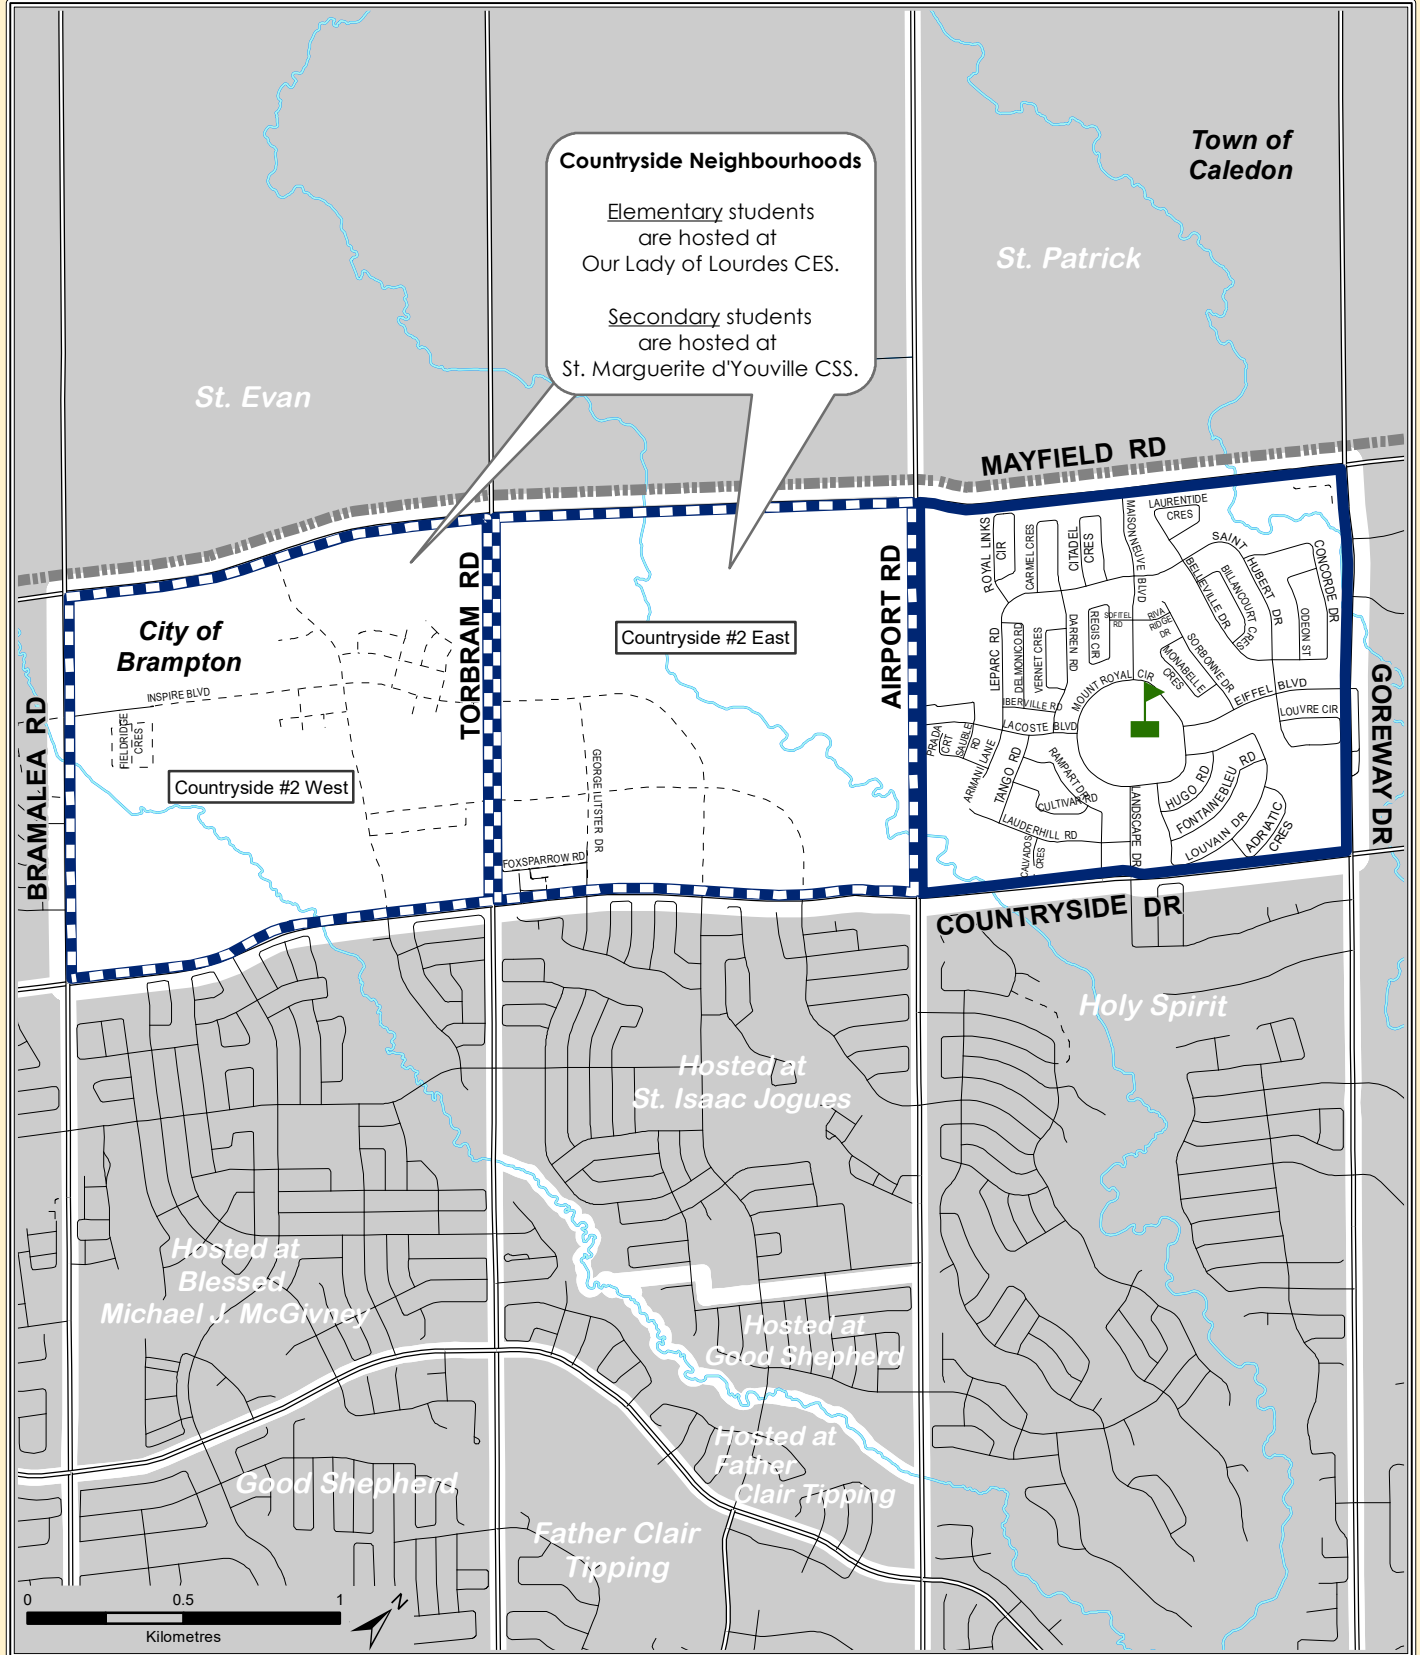 Town of
Caledon
Countryside Neighbourhoods
Elementary students
are hosted at
Our Lady of Lourdes CES.
Secondary students
are hosted at
St. Marguerite d'Youville CSS.
St. Patrick
St. Evan
MAYFIELD RD
TORBRAM RD
AIRPORT RD
BRAMALEA RD
GOREWAY DR
COUNTRYSIDE DR
City of
Brampton
Countryside #2 East
Countryside #2 West
INSPIRE BLVD
FIELDRIDGE
CRES
GEORGE LITSTER DR
FOXSPARROW RD
ROYAL LINKS
CIR
CARMEL CRES
CITADEL
CRES
MAISONNEUVE BLVD
LAURENTIDE
CRES
SAINT HUBERT DR
BELLEVILLE DR
BILLANCOURT CRES
CONCORDE DR
ODEON ST
LEPARC RD
DELMONICO RD
VERNET CRES
DARREN RD
REGIS CIR
SOFITEL
RD
RIVA
RIDGE
DR
SORBONNE DR
MONABELLE
CRES
MOUNT ROYAL CIR
EIFFEL BLVD
LOUVRE CIR
IBERVILLE RD
LACOSTE BLVD
PRADA
CRT
SAUBLE
RD
ARMANI LANE
TANGO RD
RAMPART DR
CULTIVAR RD
LAUDERHILL RD
CALVADOS
CRES
LANDSCAPE DR
HUGO RD
FONTAINEBLEU RD
LOUVAIN DR
ADRIATIC
CRES
Holy Spirit
Hosted at
St. Isaac Jogues
Hosted at
Blessed
Michael J. McGivney
Hosted at
Good Shepherd
Hosted at
Father
Clair Tipping
Good Shepherd
Father Clair
Tipping
0 0.5 1
Kilometres
N